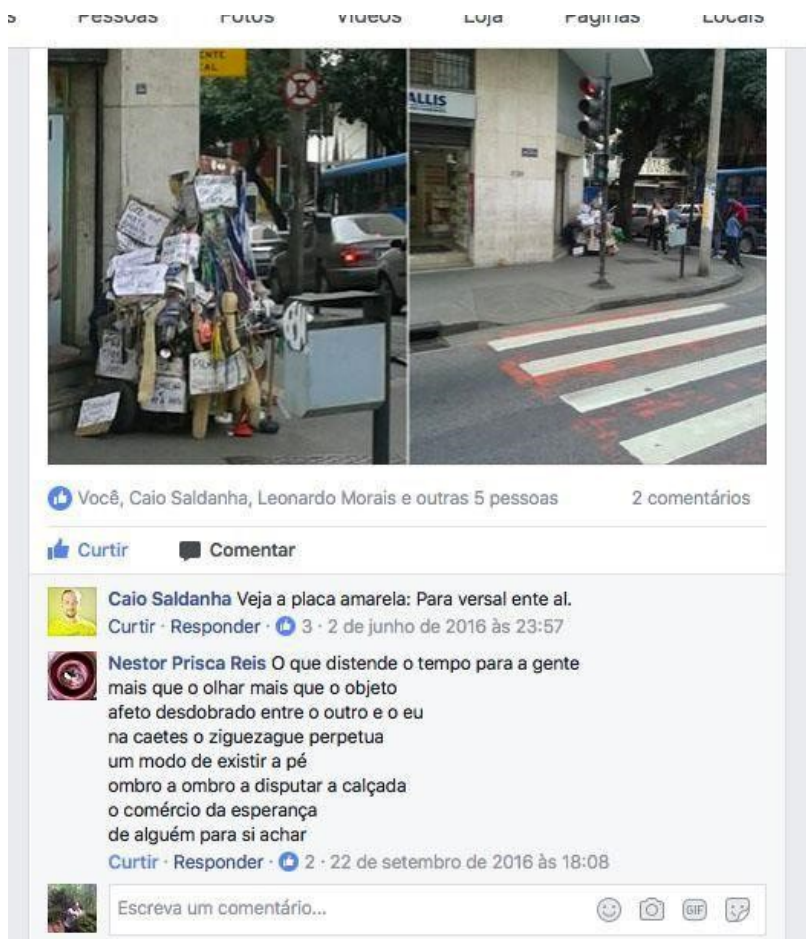 Pessoas Fotos Vídeos Loja Páginas Locais
ENTE
AL
ALLIS
Você, Caio Saldanha, Leonardo Morais e outras 5 pessoas 2 comentários
Curtir Comentar
Caio Saldanha Veja a placa amarela: Para versal ente al.
Curtir · Responder · 3 · 2 de junho de 2016 às 23:57
Nestor Prisca Reis O que distende o tempo para a gente
mais que o olhar mais que o objeto
afeto desdobrado entre o outro e o eu
na caetes o ziguezague perpetua
um modo de existir a pé
ombro a ombro a disputar a calçada
o comércio da esperança
de alguém para si achar
Curtir · Responder · 2 · 22 de setembro de 2016 às 18:08
Escreva um comentário...
GIF